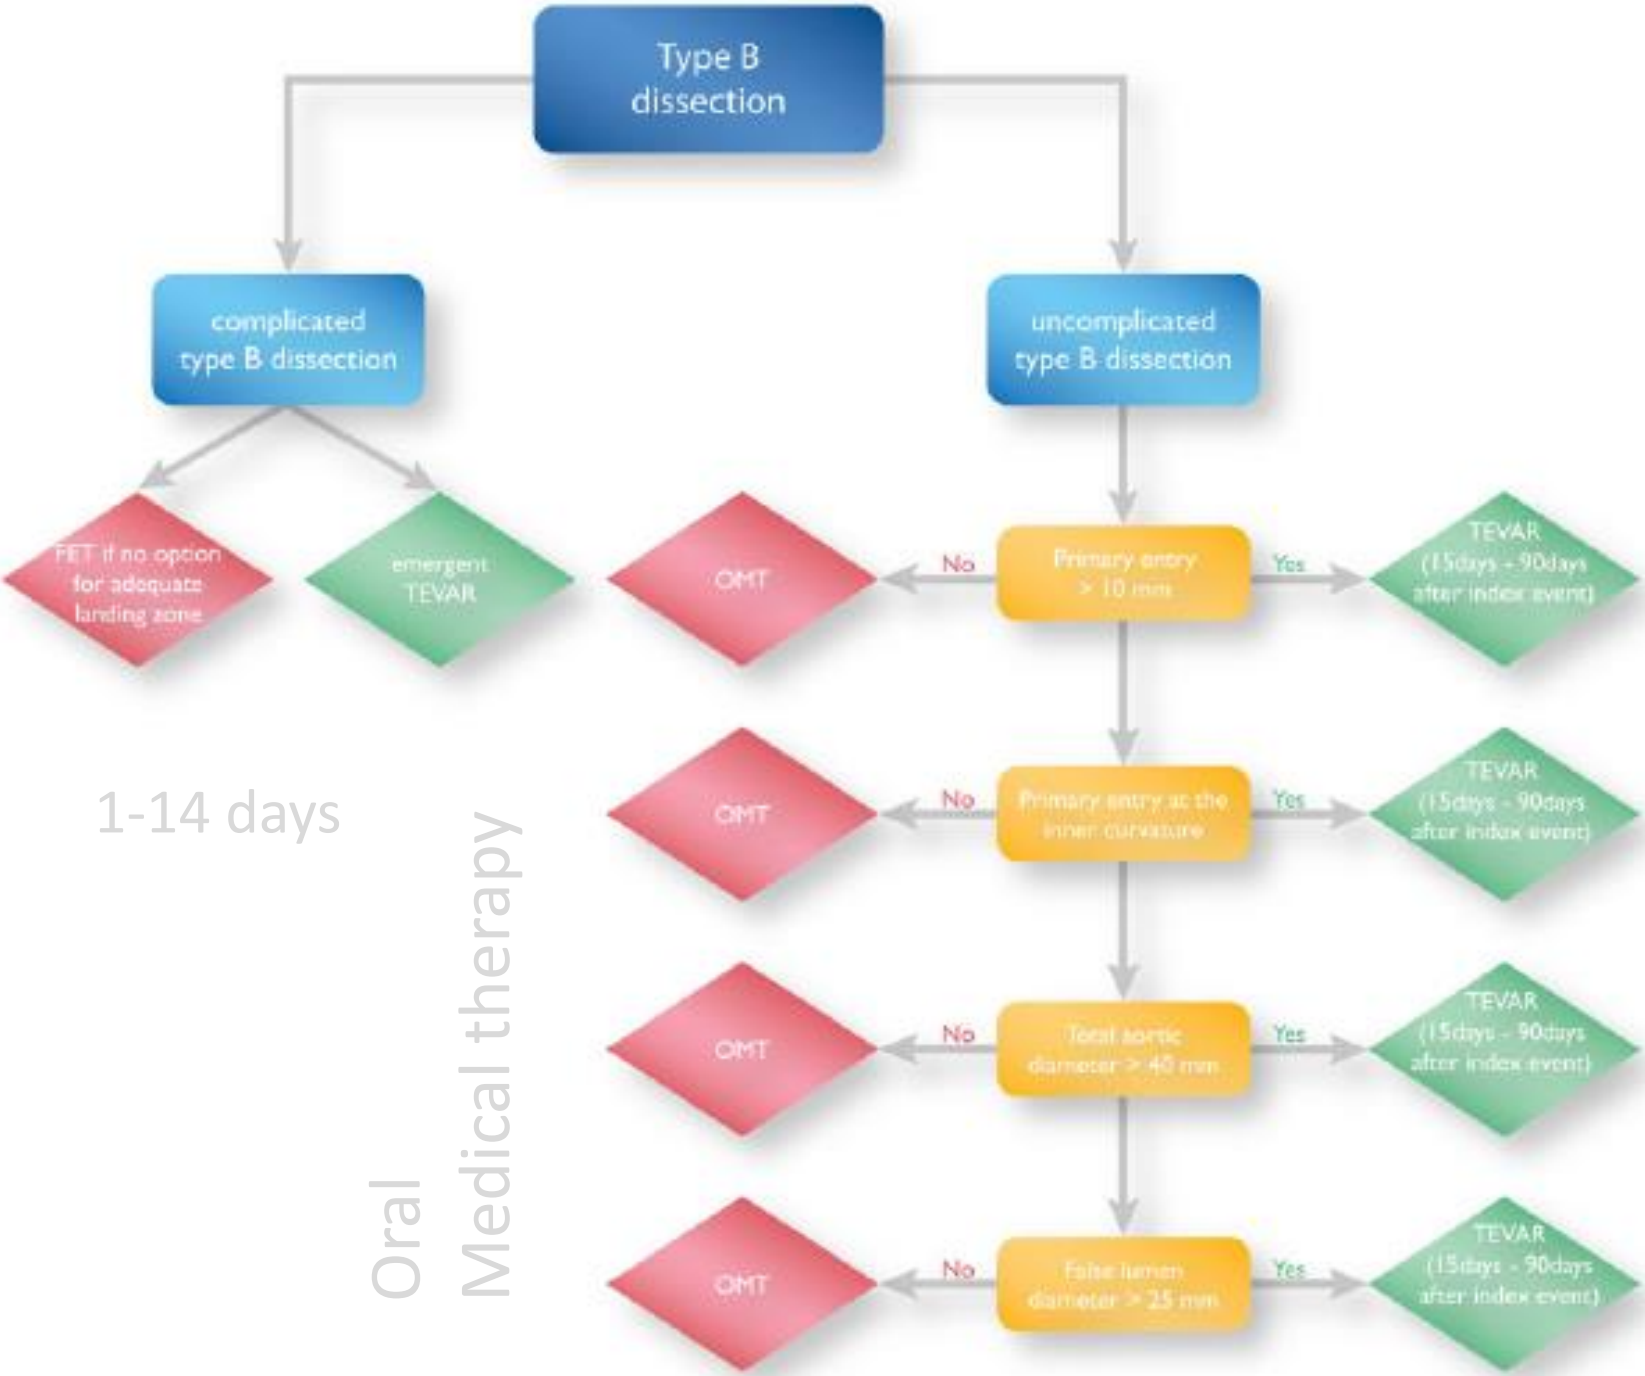 Type B
dissection
complicated
type B dissection
uncomplicated
type B dissection
FET if no option
for adequate
landing zone
emergent
TEVAR
OMT
No
Primary entry
> 10 mm
Yes
TEVAR
(15days - 90days
after index event)
OMT
No
Primary entry at the
inner curvature
Yes
TEVAR
(15days - 90days
after index event)
1-14 days
Oral
Medical therapy
OMT
No
Total aortic
diameter > 40 mm
Yes
TEVAR
(15days - 90days
after index event)
OMT
No
False lumen
diameter > 25 mm
Yes
TEVAR
(15days - 90days
after index event)